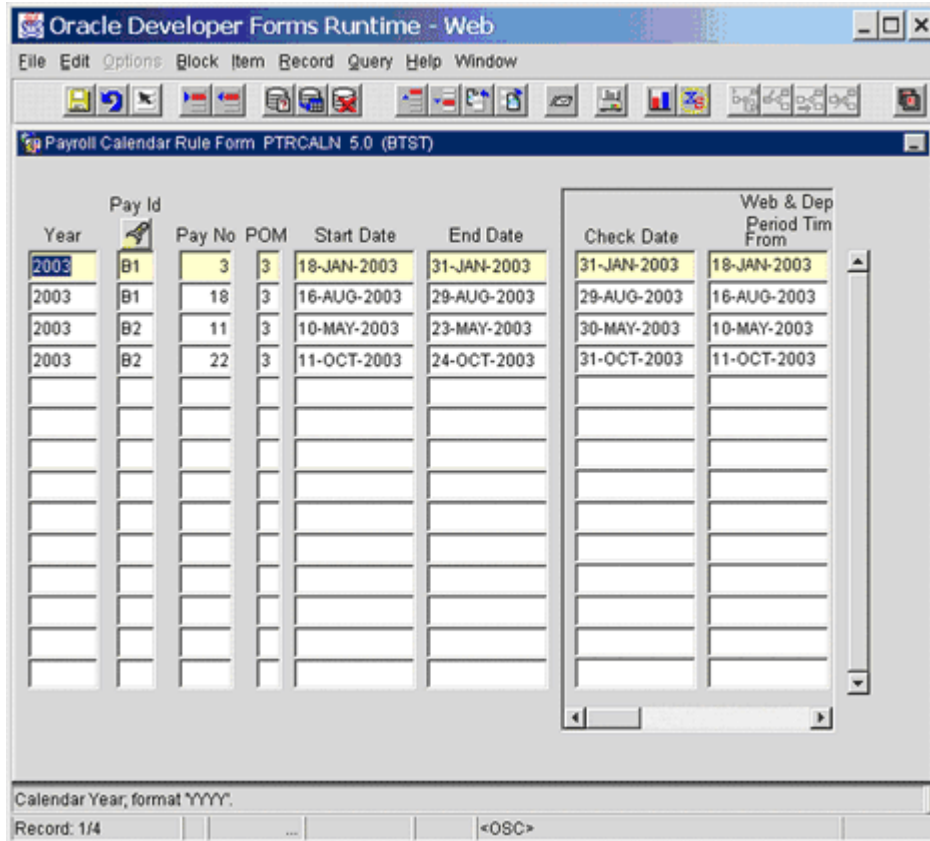 Oracle Developer Forms Runtime - Web
File Edit Options Block Item Record Query Help Window
Payroll Calendar Rule Form PTRCALN 5.0 (BTST)
Web & Dep
Pay Id Period Tim
Year Pay No POM Start Date End Date Check Date From
2003 B1 3 3 18-JAN-2003 31-JAN-2003 31-JAN-2003 18-JAN-2003
2003 B1 18 3 16-AUG-2003 29-AUG-2003 29-AUG-2003 16-AUG-2003
2003 B2 11 3 10-MAY-2003 23-MAY-2003 30-MAY-2003 10-MAY-2003
2003 B2 22 3 11-OCT-2003 24-OCT-2003 31-OCT-2003 11-OCT-2003
Calendar Year; format "YYYY".
Record: 1/4 ... <OSC>